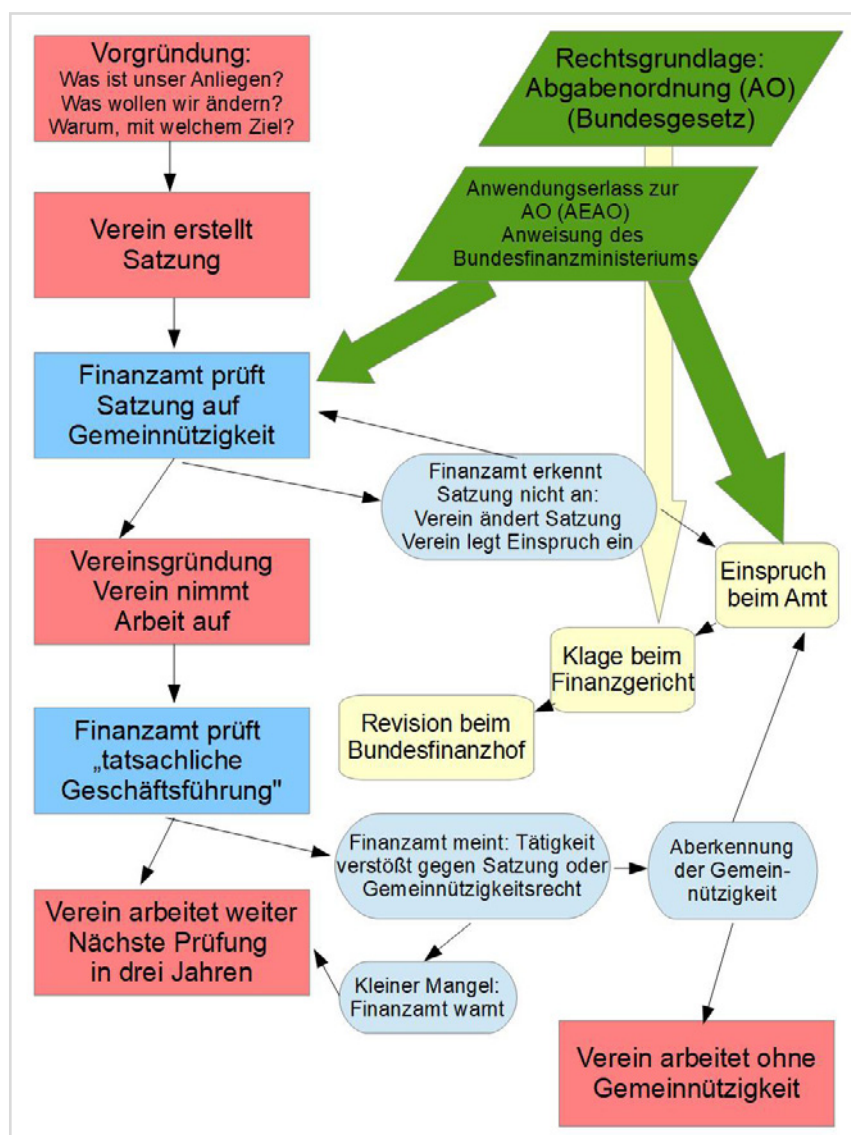 Vorgründung:
Was ist unser Anliegen?
Was wollen wir ändern?
Warum, mit welchem Ziel?
Rechtsgrundlage:
Abgabenordnung (AO)
(Bundesgesetz)
Anwendungserlass zur
AO (AEAO)
Anweisung des
Bundesfinanzministeriums
Verein erstellt
Satzung
Finanzamt prüft
Satzung auf
Gemeinnützigkeit
Finanzamt erkennt
Satzung nicht an:
Verein ändert Satzung
Verein legt Einspruch ein
Vereinsgründung
Verein nimmt
Arbeit auf
Einspruch
beim Amt
Klage beim
Finanzgericht
Revision beim
Bundesfinanzhof
Finanzamt prüft
„tatsachliche
Geschäftsführung"
Finanzamt meint: Tätigkeit
verstößt gegen Satzung oder
Gemeinnützigkeitsrecht
Aberkennung
der Gemein-
nützigkeit
Verein arbeitet weiter
Nächste Prüfung
in drei Jahren
Kleiner Mangel:
Finanzamt warnt
Verein arbeitet ohne
Gemeinnützigkeit